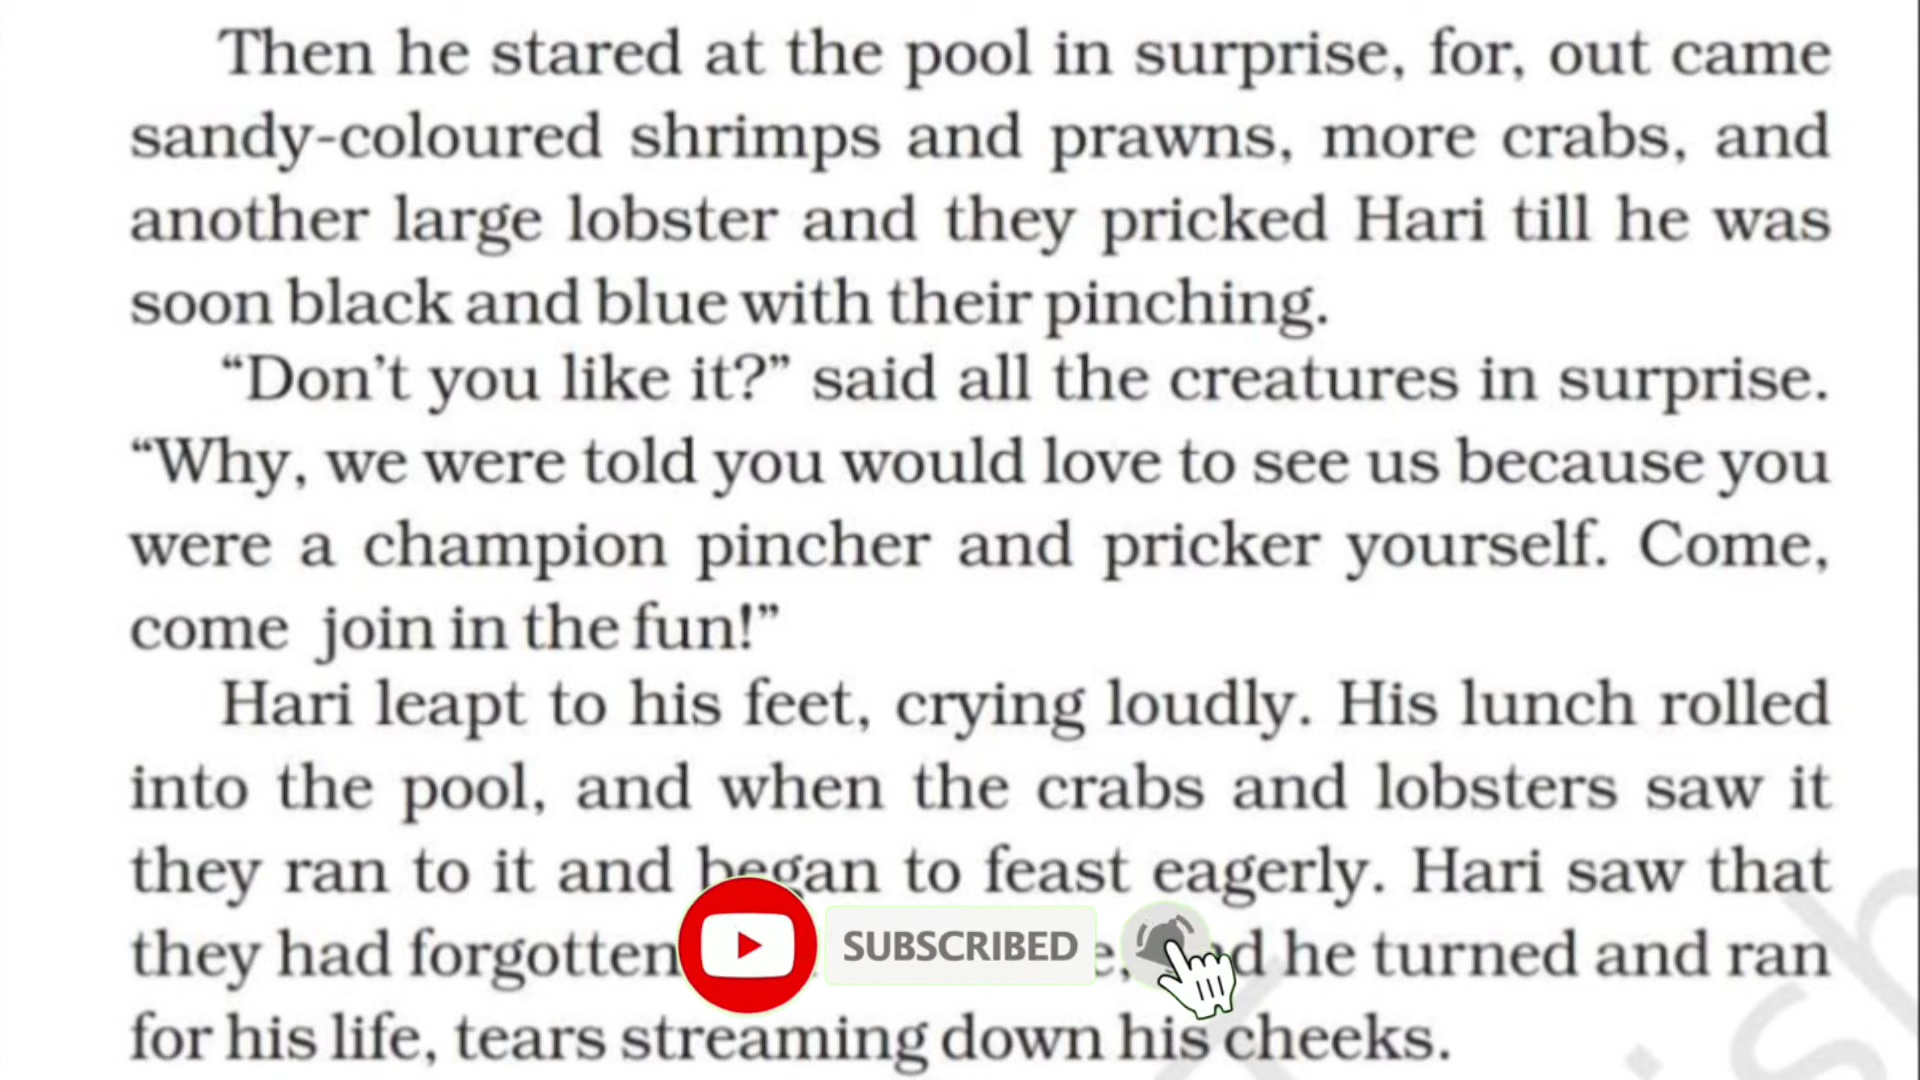 Then he stared at the pool in surprise, for, out came
sandy-coloured shrimps and prawns, more crabs, and
another large lobster and they pricked Hari till he was
soon black and blue with their pinching.
“Don’t you like it?” said all the creatures in surprise.
“Why, we were told you would love to see us because you
were a champion pincher and pricker yourself. Come,
come join in the fun!”
Hari leapt to his feet, crying loudly. His lunch rolled
into the pool, and when the crabs and lobsters saw it
they ran to it and began to feast eagerly. Hari saw that
they had forgotten SUBSCRIBED he turned and ran
for his life, tears streaming down his cheeks.